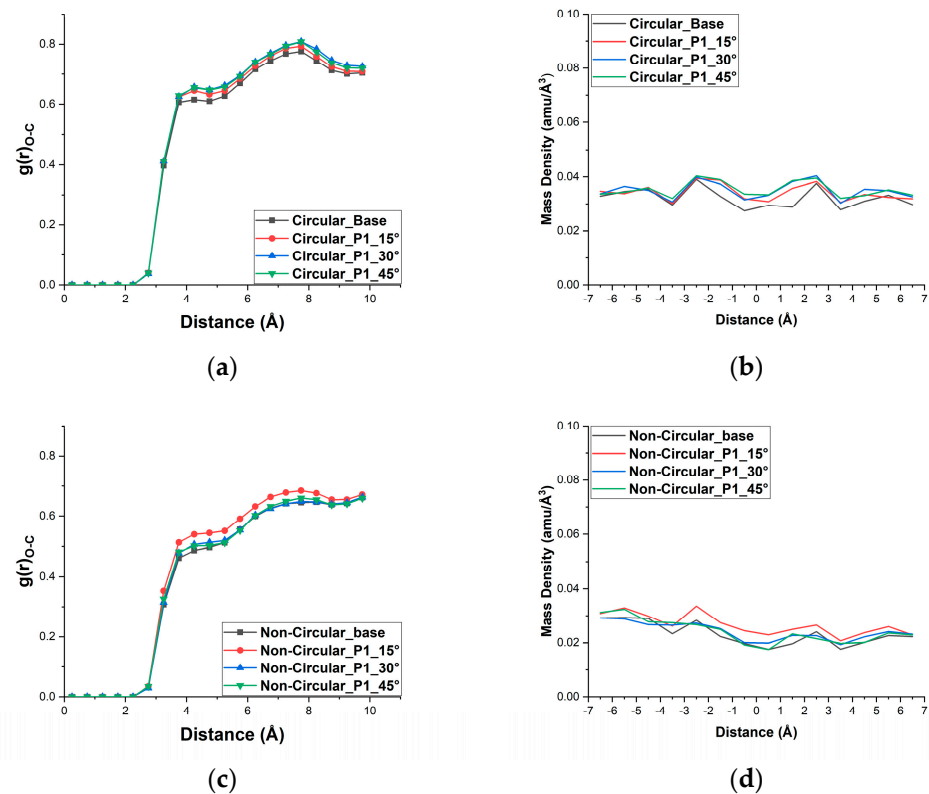 0.8
0.6
0.4
0.2
0.0
g(r)O-C
Circular_Base
Circular_P1_15°
Circular_P1_30°
Circular_P1_45°
0 2 4 6 8 10
Distance (Å)
(a)
0.10
0.08
0.06
0.04
0.02
0.00
Mass Density (amu/Å³)
Circular_Base
Circular_P1_15°
Circular_P1_30°
Circular_P1_45°
-7 -6 -5 -4 -3 -2 -1 0 1 2 3 4 5 6 7
Distance (Å)
(b)
0.8
0.6
0.4
0.2
0.0
g(r)O-C
Non-Circular_base
Non-Circular_P1_15°
Non-Circular_P1_30°
Non-Circular_P1_45°
0 2 4 6 8 10
Distance (Å)
(c)
0.10
0.08
0.06
0.04
0.02
0.00
Mass Density (amu/Å³)
Non-Circular_base
Non-Circular_P1_15°
Non-Circular_P1_30°
Non-Circular_P1_45°
-7 -6 -5 -4 -3 -2 -1 0 1 2 3 4 5 6 7
Distance (Å)
(d)